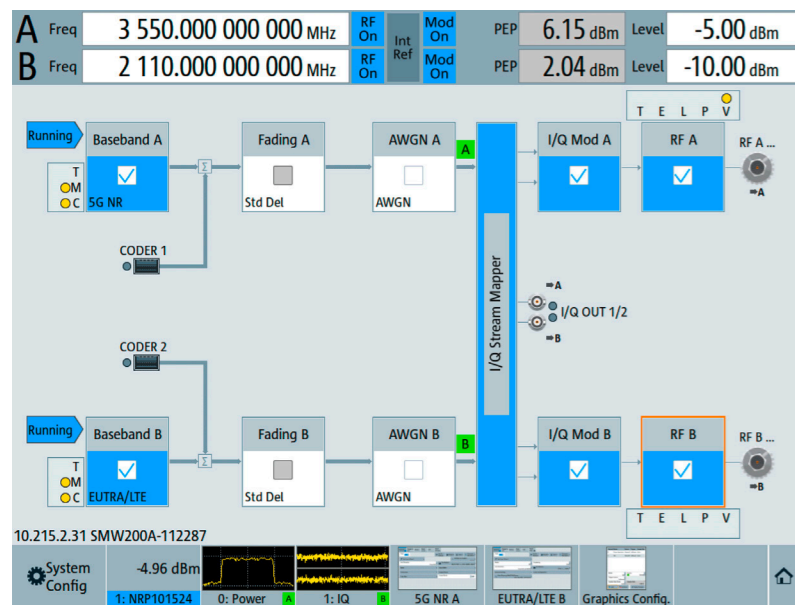 A Freq 3 550.000 000 000 MHz RF On Int Ref Mod On PEP 6.15 dBm Level -5.00 dBm
B Freq 2 110.000 000 000 MHz RF On Mod On PEP 2.04 dBm Level -10.00 dBm
T E L P V
Running Baseband A Fading A AWGN A A I/Q Mod A RF A RF A ...
T
M
C 5G NR Std Del AWGN ➡A
Σ
CODER 1
I/Q Stream Mapper
➡A
I/Q OUT 1/2
➡B
CODER 2
Running Baseband B Fading B AWGN B B I/Q Mod B RF B RF B ...
Σ
T
M
C EUTRA/LTE Std Del AWGN ➡B
T E L P V
10.215.2.31 SMW200A-112287
System Config -4.96 dBm
1: NRP101524 0: Power A 1: IQ B 5G NR A EUTRA/LTE B Graphics Config.